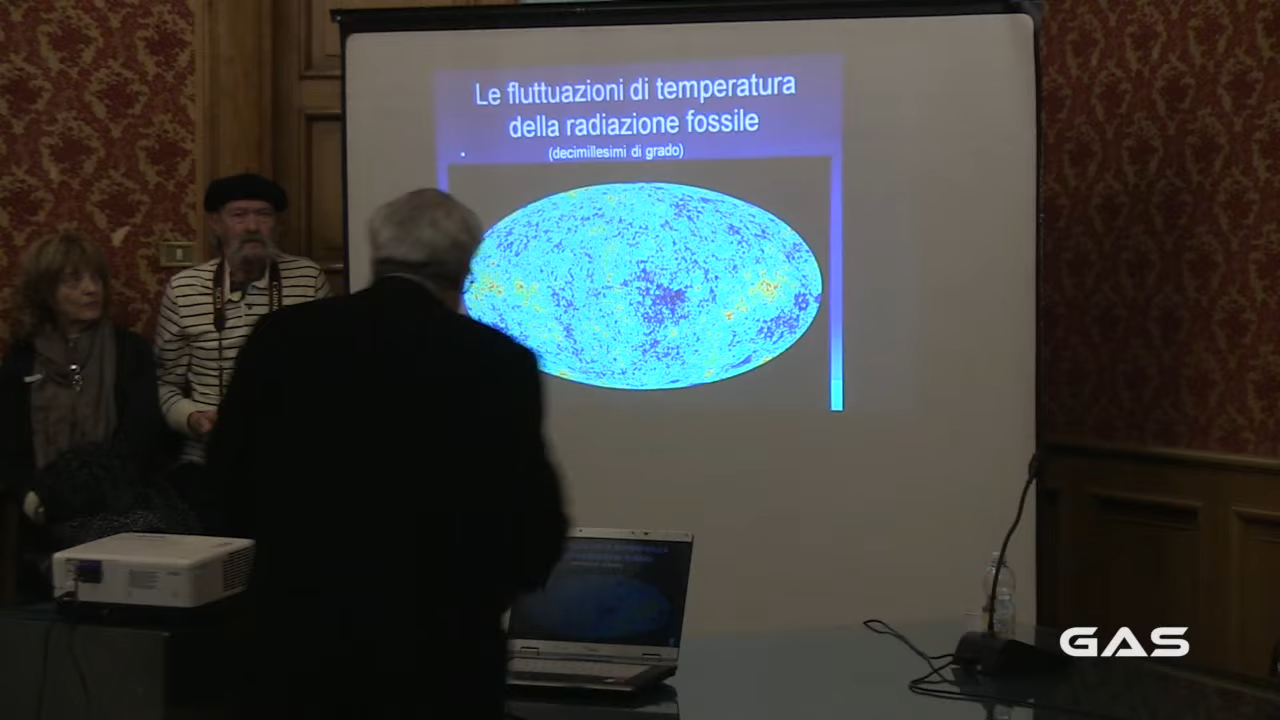 Le fluttuazioni di temperatura
della radiazione fossile
(decimillesimi di grado)
GAS